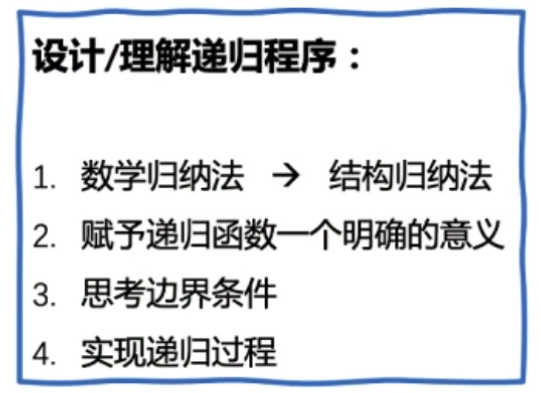 设计/理解递归程序：
1. 数学归纳法 → 结构归纳法
2. 赋予递归函数一个明确的意义
3. 思考边界条件
4. 实现递归过程